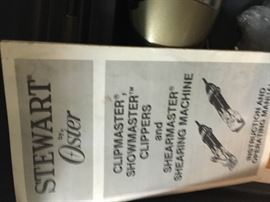 STEWART
by
Oster
CLIPMASTER®,
SHOWMASTER™
CLIPPERS
and
SHEARMASTER®
SHEARING MACHINE
INSTRUCTION AND
OPERATING MANUAL